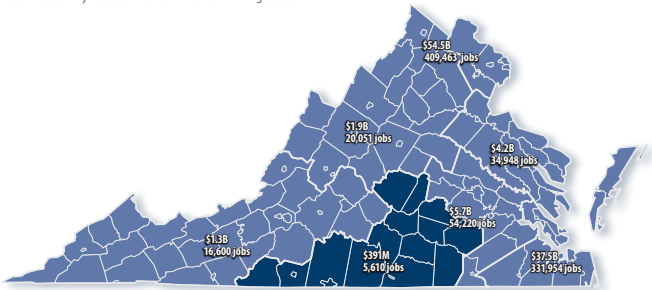 $54.5B
409,463 jobs
$1.9B
20,051 jobs
$4.2B
34,948 jobs
$5.7B
54,220 jobs
$1.3B
16,600 jobs
$391M
5,610 jobs
$37.5B
331,954 jobs